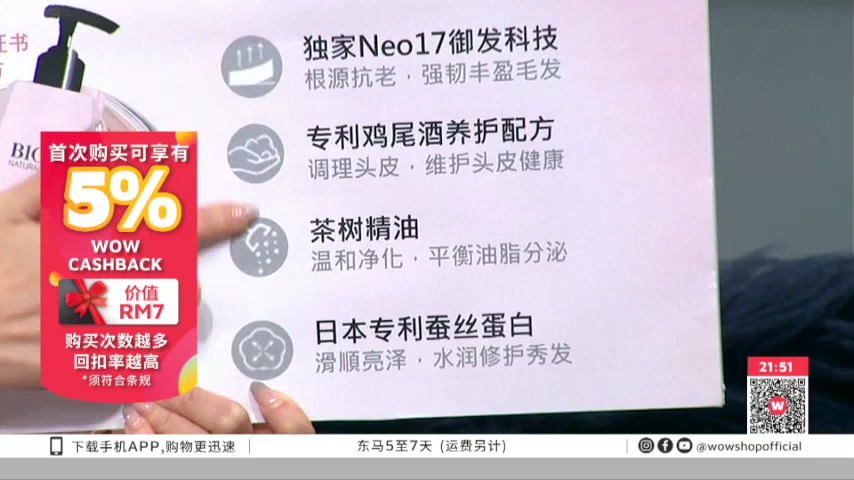 证书
独家Neo17御发科技
根源抗老，强韧丰盈毛发
专利鸡尾酒养护配方
调理头皮，维护头皮健康
茶树精油
温和净化，平衡油脂分泌
日本专利蚕丝蛋白
滑順亮泽，水润修护秀发
首次购买可享有
5%
WOW
CASHBACK
价值
RM7
购买次数越多
回扣率越高
*须符合条规
21:51
下载手机APP,购物更迅速
东马5至7天 (运费另计)
@wowshopofficial